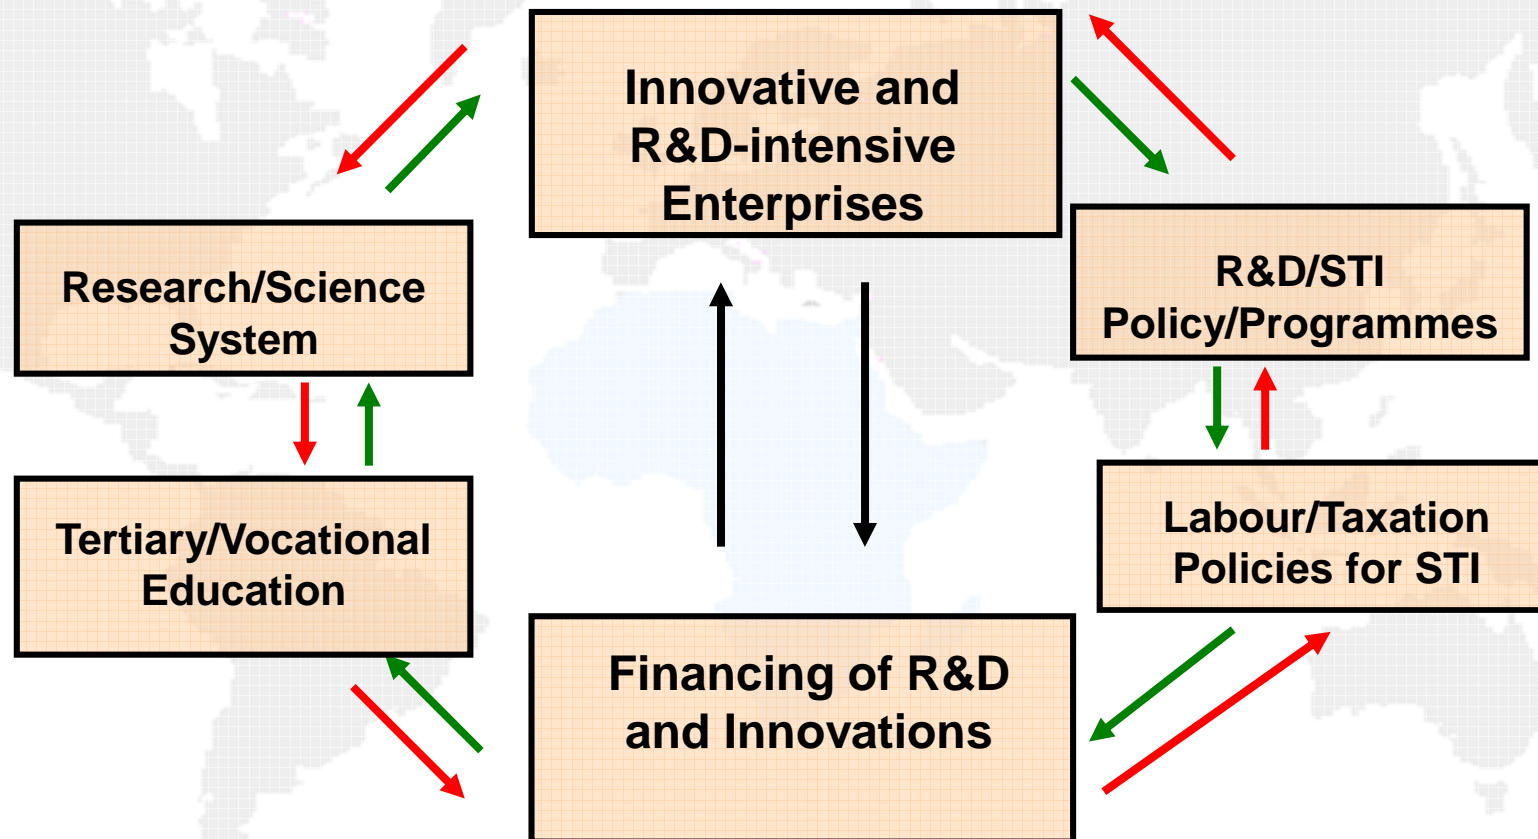 Innovative and
R&D-intensive
Enterprises
Research/Science
System
R&D/STI
Policy/Programmes
Tertiary/Vocational
Education
Labour/Taxation
Policies for STI
Financing of R&D
and Innovations